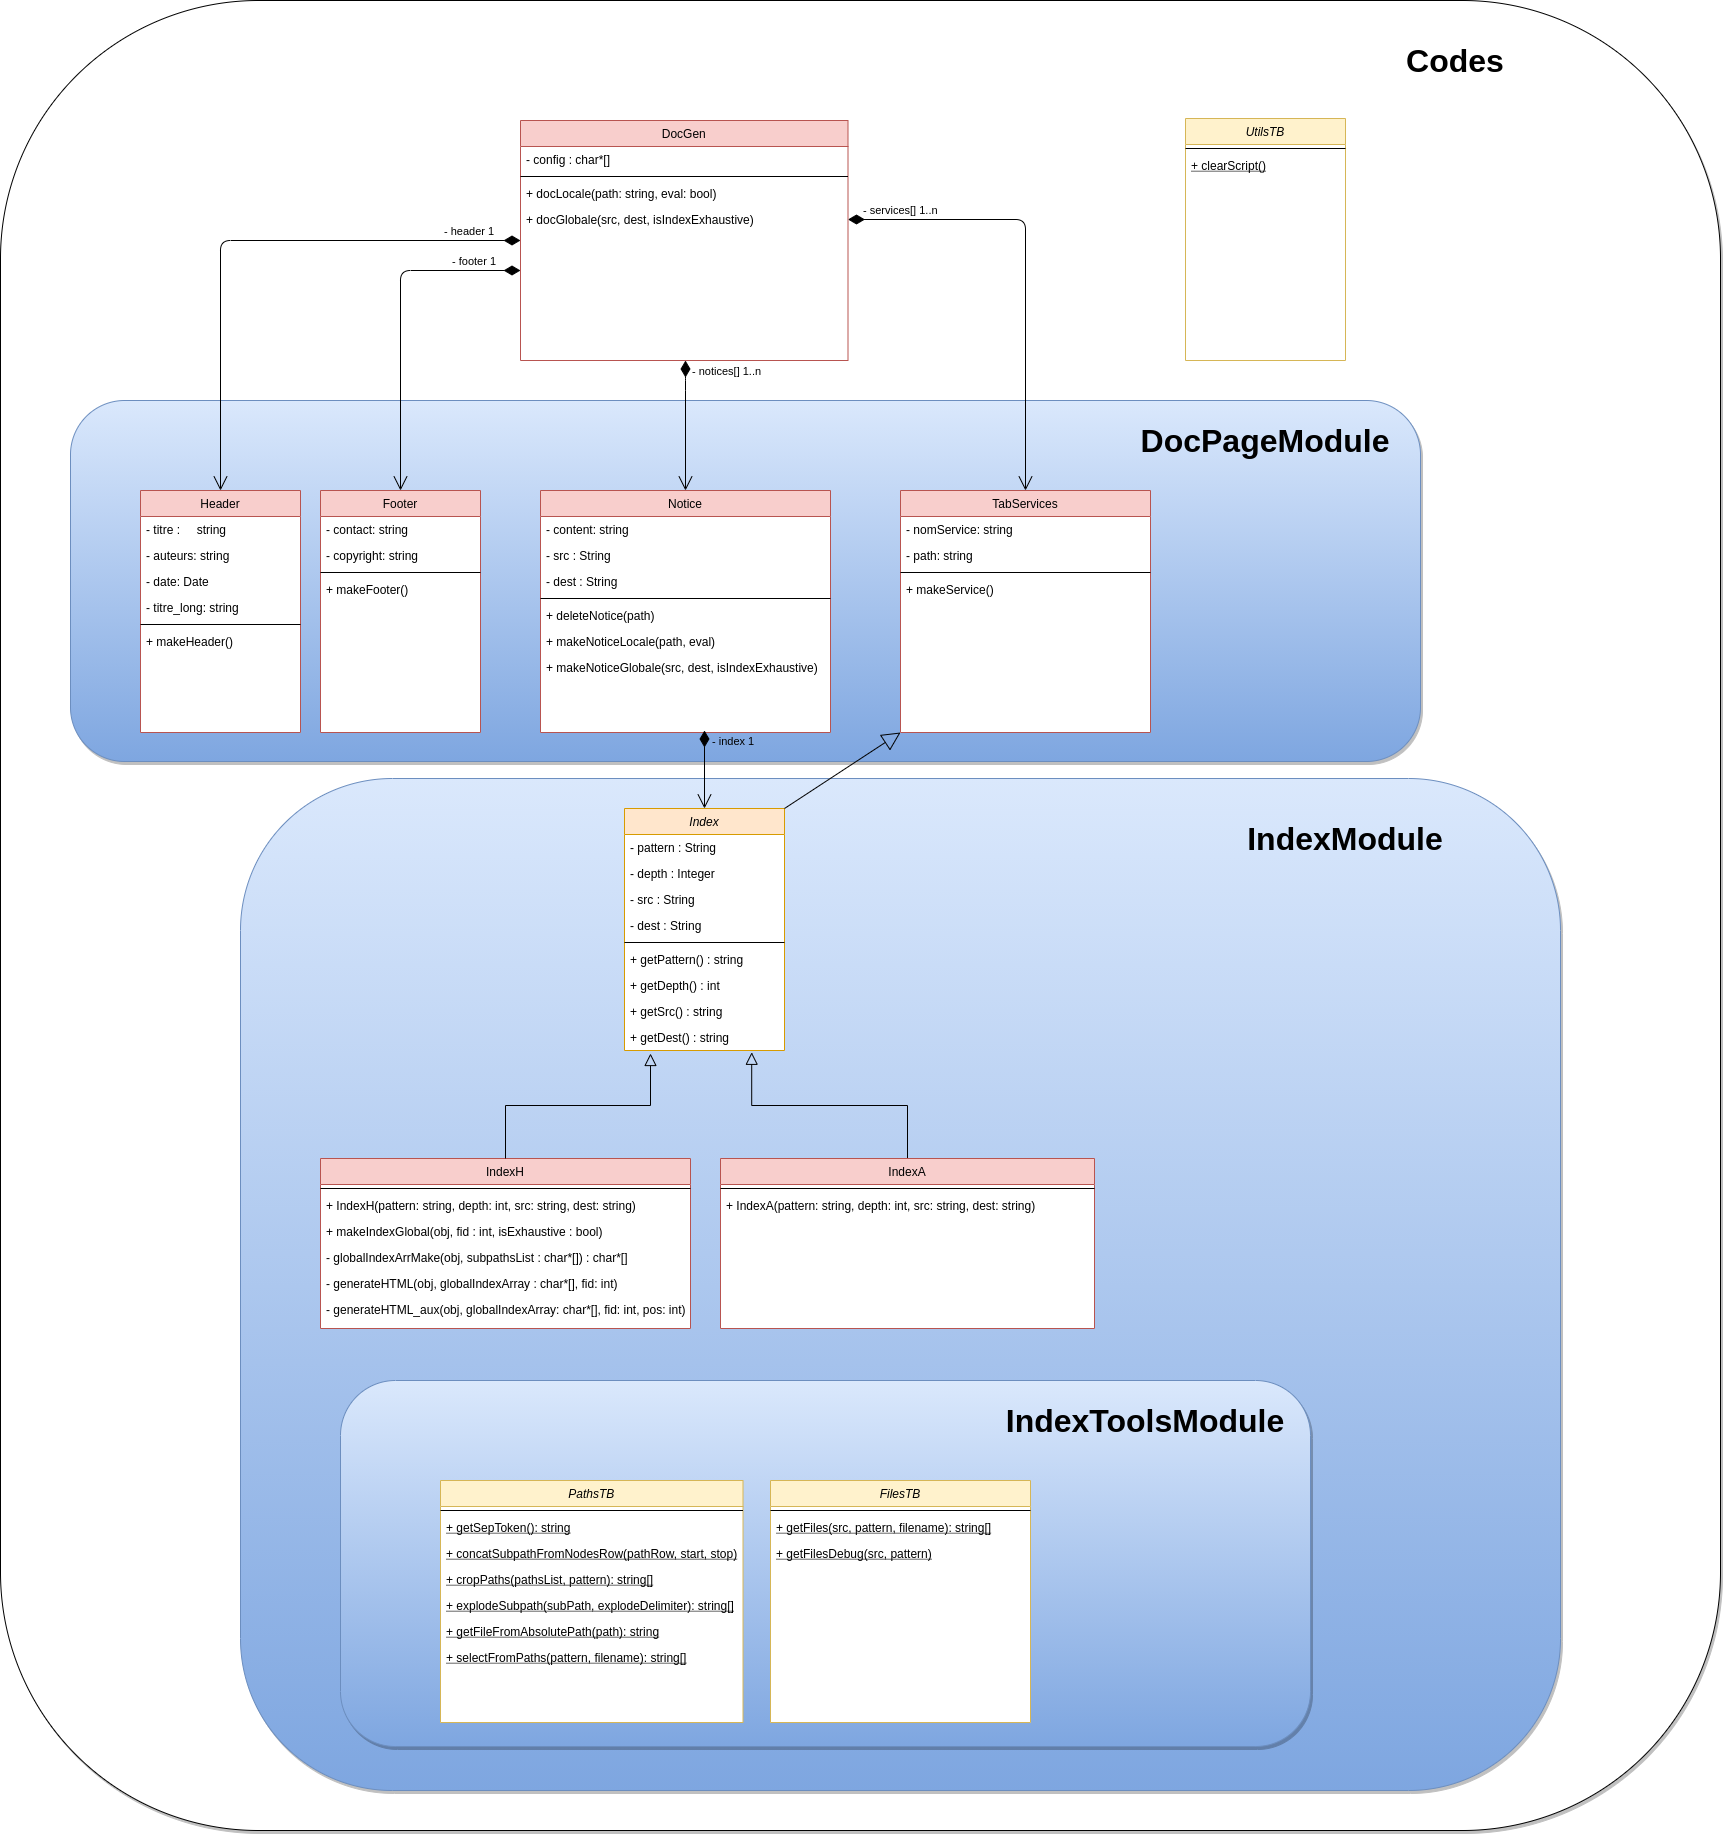 Codes
DocGen
- config : char*[]
+ docLocale(path: string, eval: bool)
+ docGlobale(src, dest, isIndexExhaustive)
UtilsTB
+ clearScript()
- services[] 1..n
- header 1
- footer 1
- notices[] 1..n
DocPageModule
Header
- titre :     string
- auteurs: string
- date: Date
- titre_long: string
+ makeHeader()
Footer
- contact: string
- copyright: string
+ makeFooter()
Notice
- content: string
- src : String
- dest : String
+ deleteNotice(path)
+ makeNoticeLocale(path, eval)
+ makeNoticeGlobale(src, dest, isIndexExhaustive)
TabServices
- nomService: string
- path: string
+ makeService()
- index 1
IndexModule
Index
- pattern : String
- depth : Integer
- src : String
- dest : String
+ getPattern() : string
+ getDepth() : int
+ getSrc() : string
+ getDest() : string
IndexH
+ IndexH(pattern: string, depth: int, src: string, dest: string)
+ makeIndexGlobal(obj, fid : int, isExhaustive : bool)
- globalIndexArrMake(obj, subpathsList : char*[]) : char*[]
- generateHTML(obj, globalIndexArray : char*[], fid: int)
- generateHTML_aux(obj, globalIndexArray: char*[], fid: int, pos: int)
IndexA
+ IndexA(pattern: string, depth: int, src: string, dest: string)
IndexToolsModule
PathsTB
+ getSepToken(): string
+ concatSubpathFromNodesRow(pathRow, start, stop)
+ cropPaths(pathsList, pattern): string[]
+ explodeSubpath(subPath, explodeDelimiter): string[]
+ getFileFromAbsolutePath(path): string
+ selectFromPaths(pattern, filename): string[]
FilesTB
+ getFiles(src, pattern, filename): string[]
+ getFilesDebug(src, pattern)